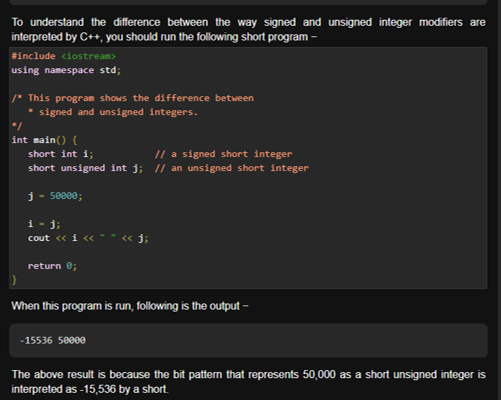 To understand the difference between the way signed and unsigned integer modifiers are
interpreted by C++, you should run the following short program −
#include <iostream>
using namespace std;
/* This program shows the difference between
* signed and unsigned integers.
*/
int main() {
short int i; // a signed short integer
short unsigned int j; // an unsigned short integer
j = 50000;
i = j;
cout << i << " " << j;
return 0;
}
When this program is run, following is the output −
-15536 50000
The above result is because the bit pattern that represents 50,000 as a short unsigned integer is
interpreted as -15,536 by a short.